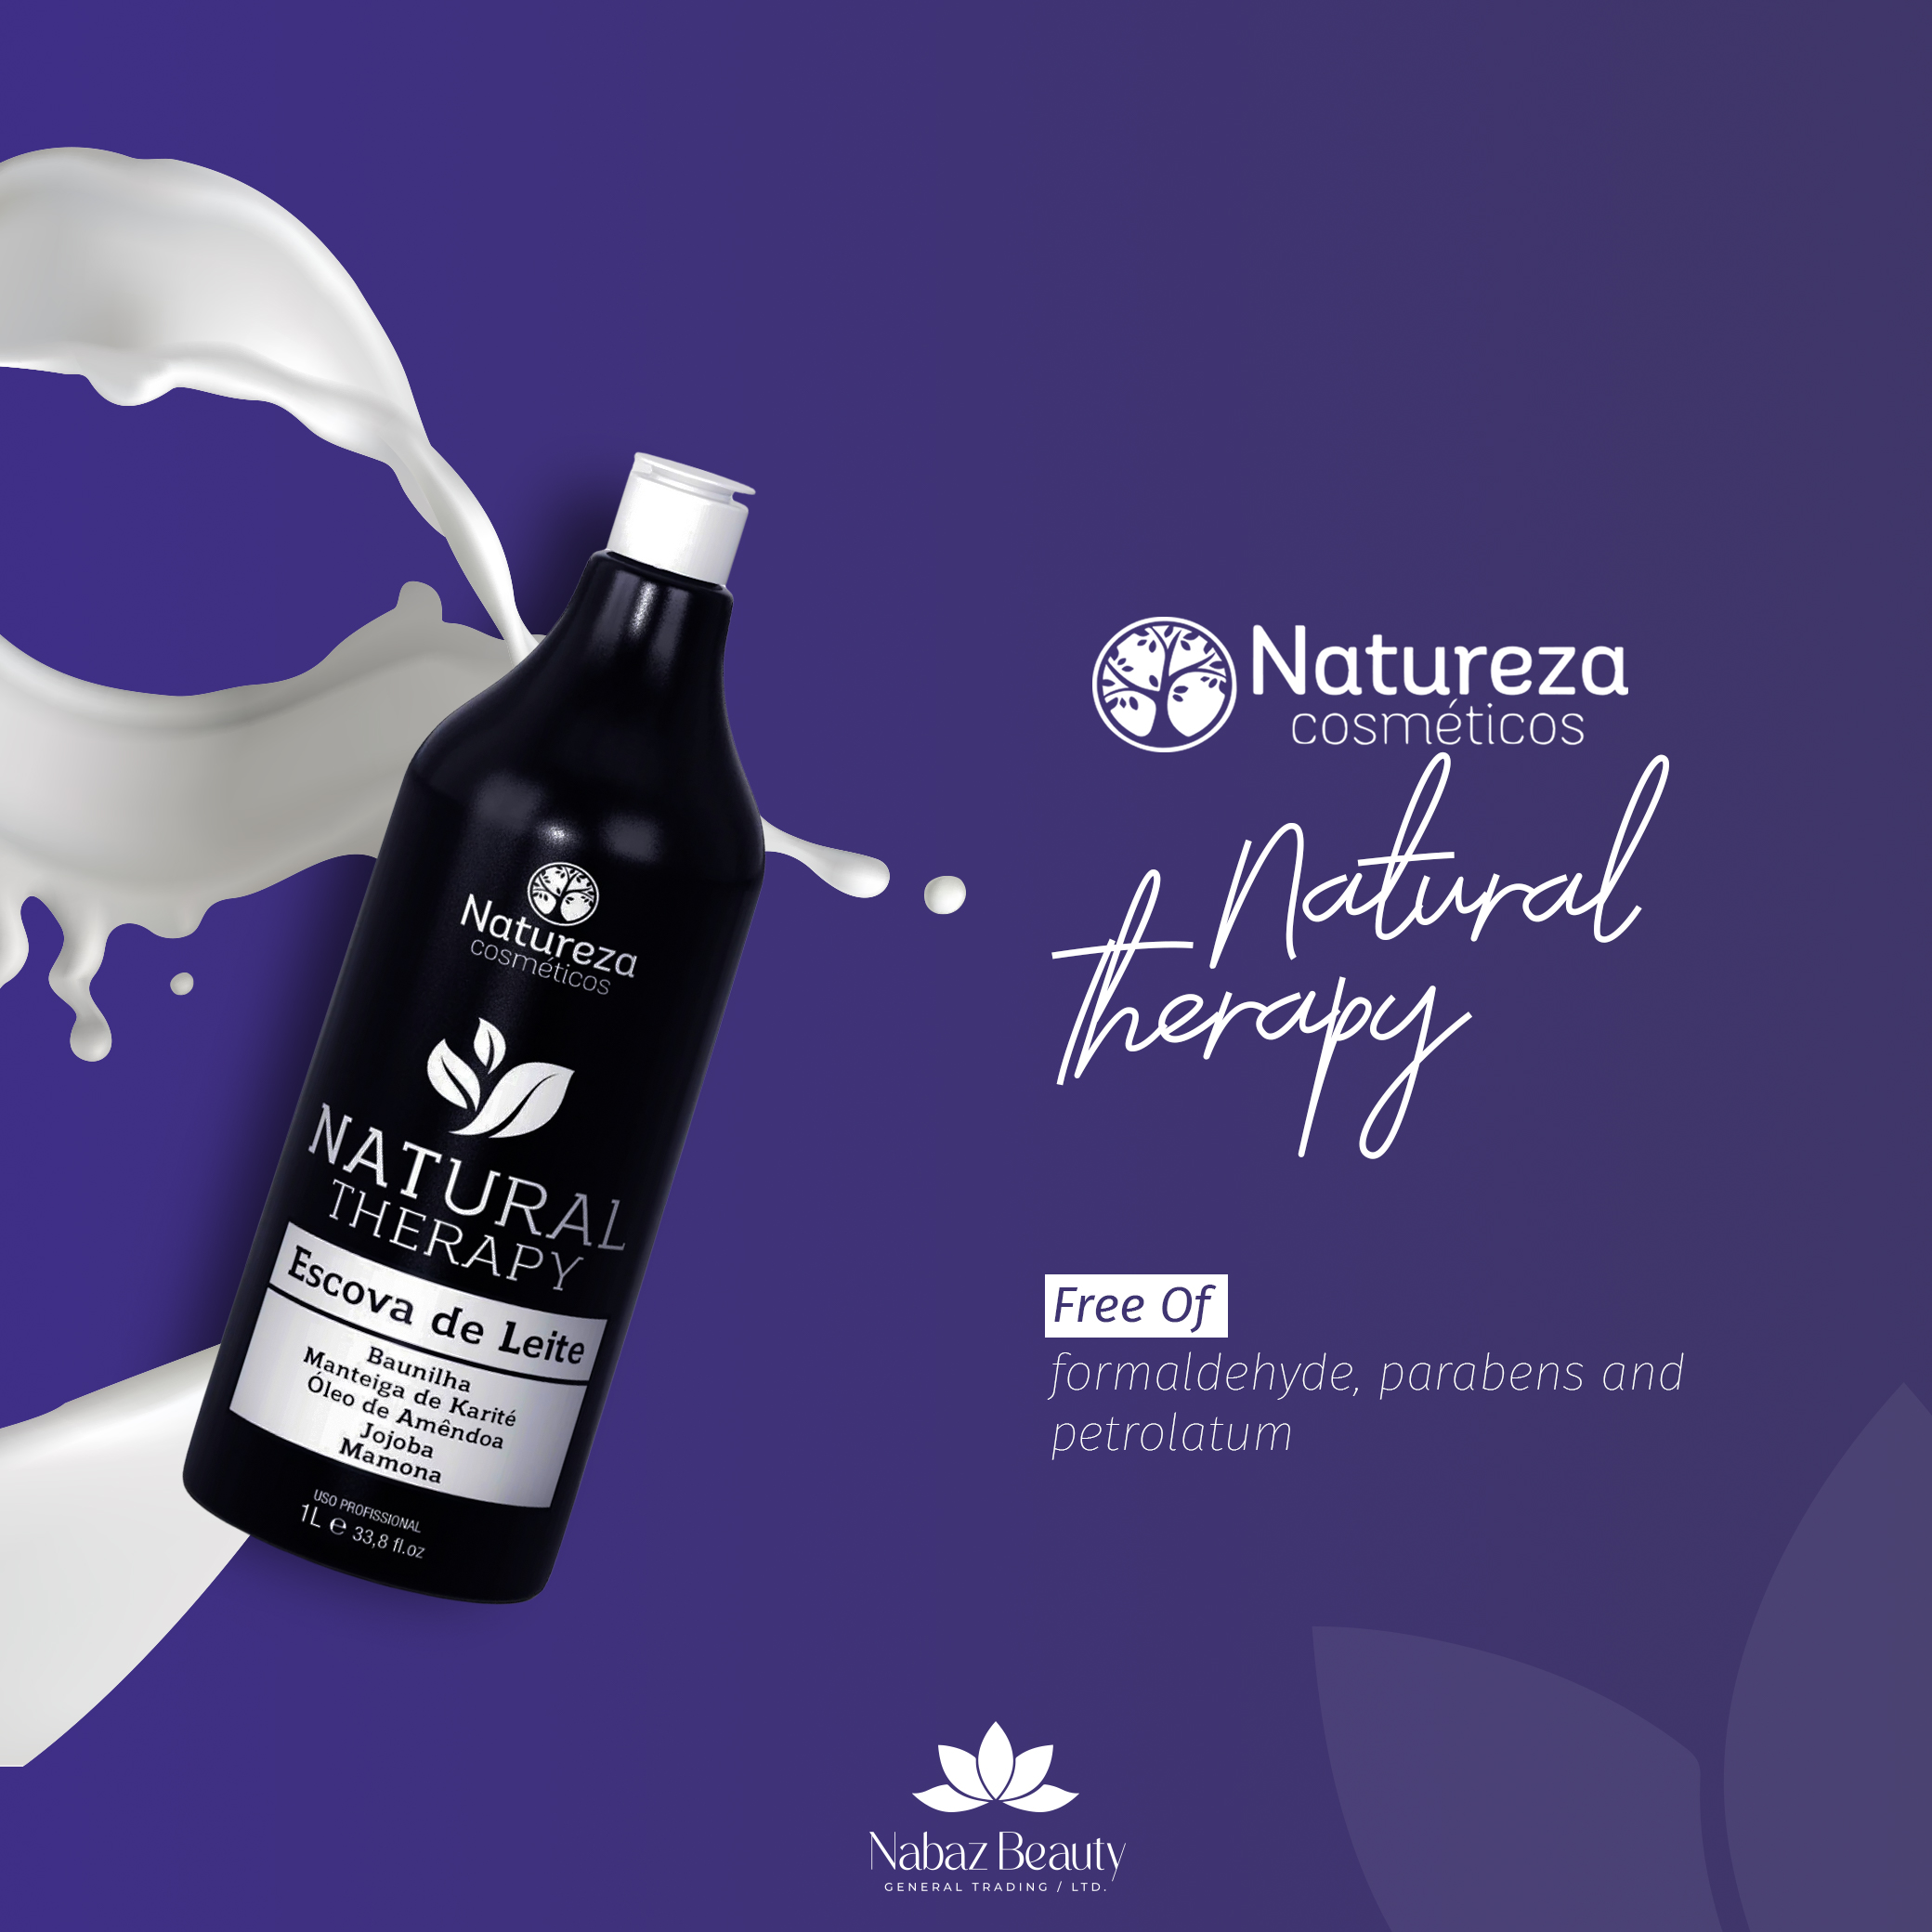 Natureza
cosméticos
Natural
therapy
Free Of
formaldehyde, parabens and
petrolatum
Natureza
cosméticos
NATURAL
THERAPY
Escova de Leite
Baunilha
Manteiga de Karité
Óleo de Amêndoa
Jojoba
Mamona
USO PROFISSIONAL
1L e 33,8 fl.oz
Nabaz Beauty
GENERAL TRADING / LTD.